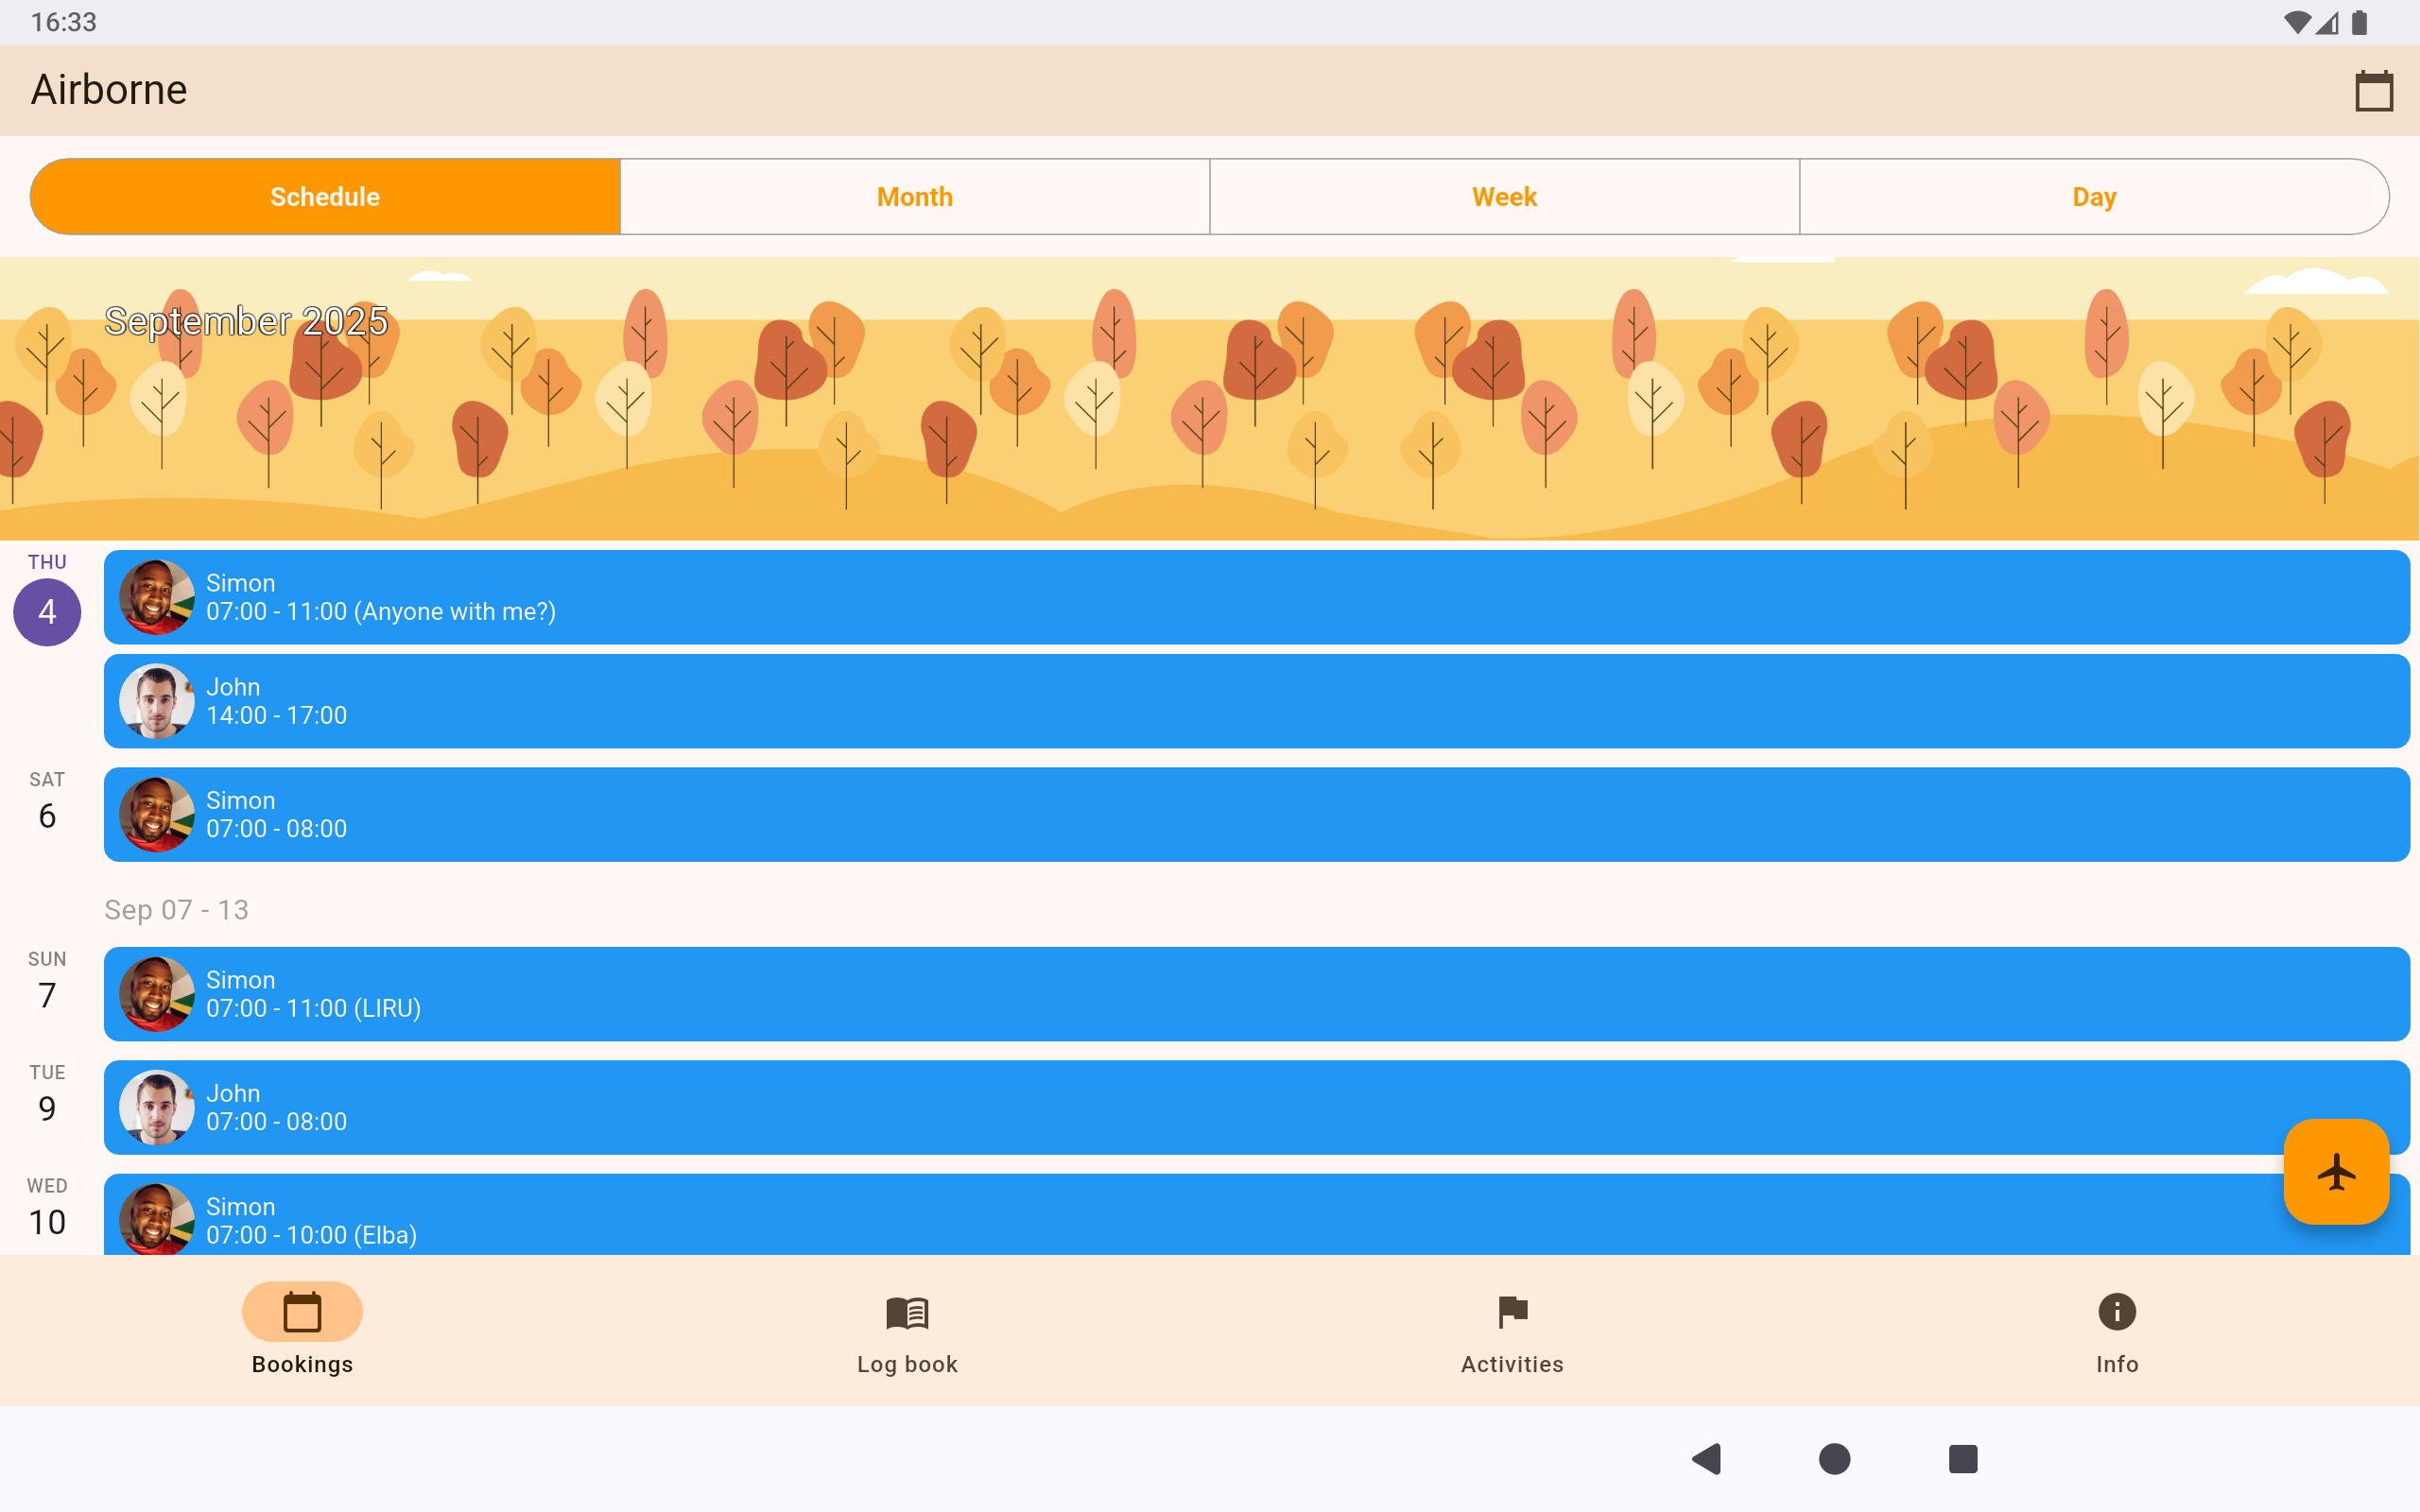 16:33
Airborne
Schedule
Month
Week
Day
September 2025
THU
4
Simon
07:00 - 11:00 (Anyone with me?)
John
14:00 - 17:00
SAT
6
Simon
07:00 - 08:00
Sep 07 - 13
SUN
7
Simon
07:00 - 11:00 (LIRU)
TUE
9
John
07:00 - 08:00
WED
10
Simon
07:00 - 10:00 (Elba)
Bookings
Log book
Activities
Info